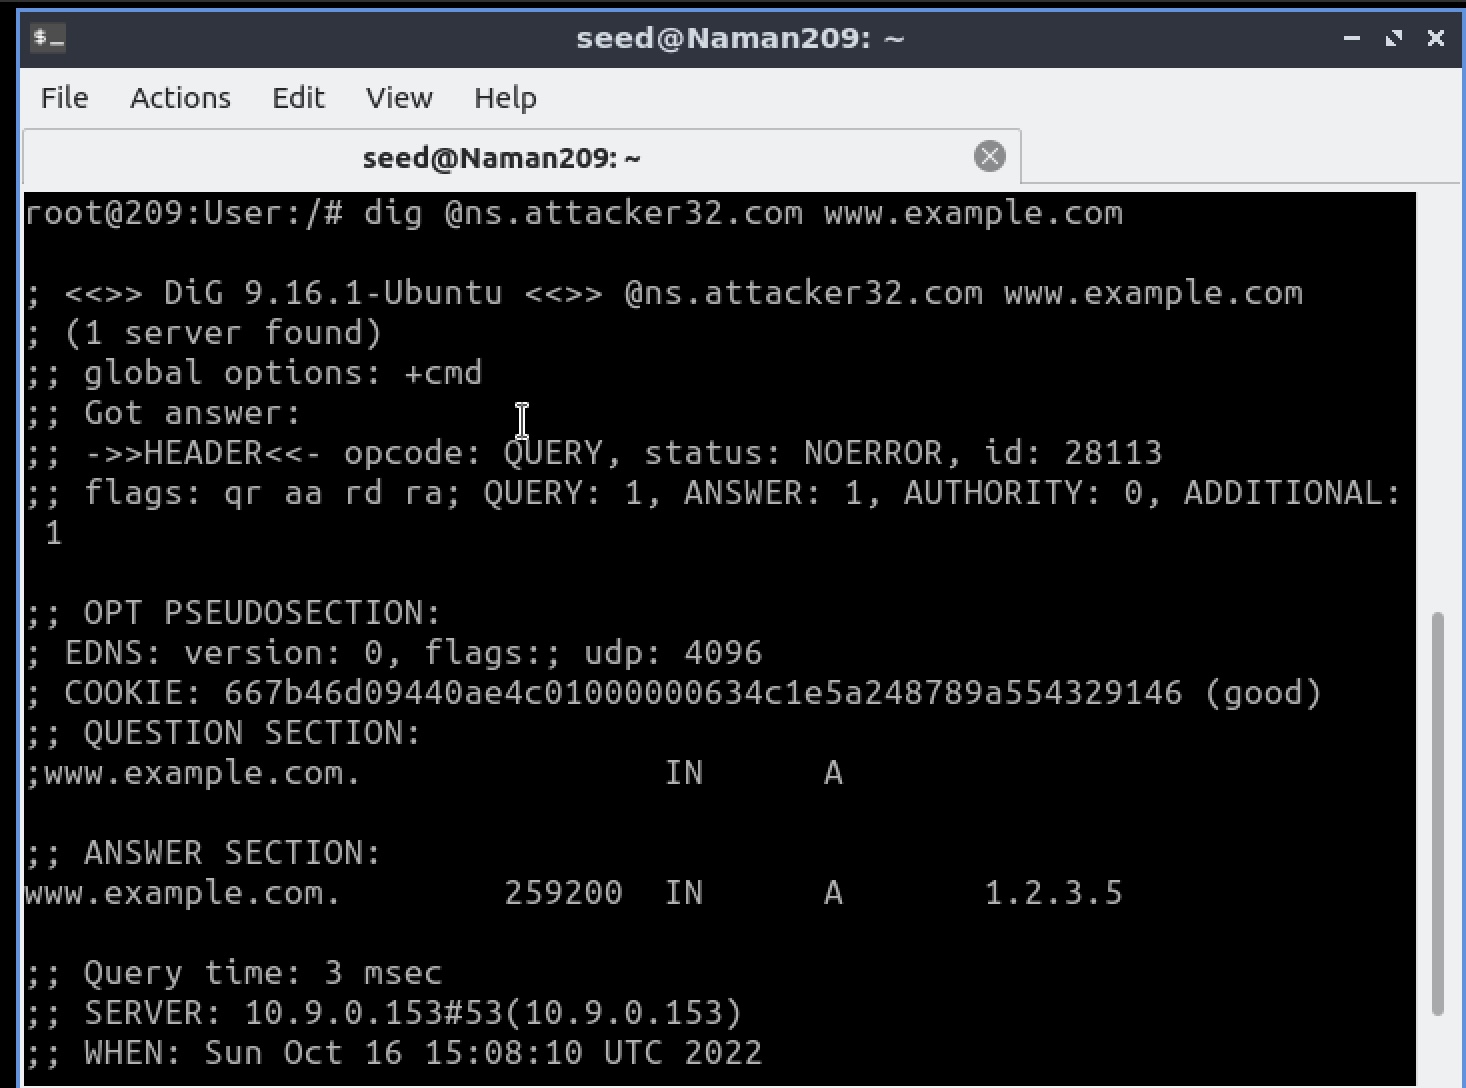 $_
seed@Naman209: ~
File Actions Edit View Help
seed@Naman209: ~
root@209:User:/# dig @ns.attacker32.com www.example.com
; <<>> DiG 9.16.1-Ubuntu <<>> @ns.attacker32.com www.example.com
; (1 server found)
;; global options: +cmd
;; Got answer:
;; ->>HEADER<<- opcode: QUERY, status: NOERROR, id: 28113
;; flags: qr aa rd ra; QUERY: 1, ANSWER: 1, AUTHORITY: 0, ADDITIONAL:
1
;; OPT PSEUDOSECTION:
; EDNS: version: 0, flags:; udp: 4096
; COOKIE: 667b46d09440ae4c01000000634c1e5a248789a554329146 (good)
;; QUESTION SECTION:
;www.example.com. IN A
;; ANSWER SECTION:
www.example.com. 259200 IN A 1.2.3.5
;; Query time: 3 msec
;; SERVER: 10.9.0.153#53(10.9.0.153)
;; WHEN: Sun Oct 16 15:08:10 UTC 2022